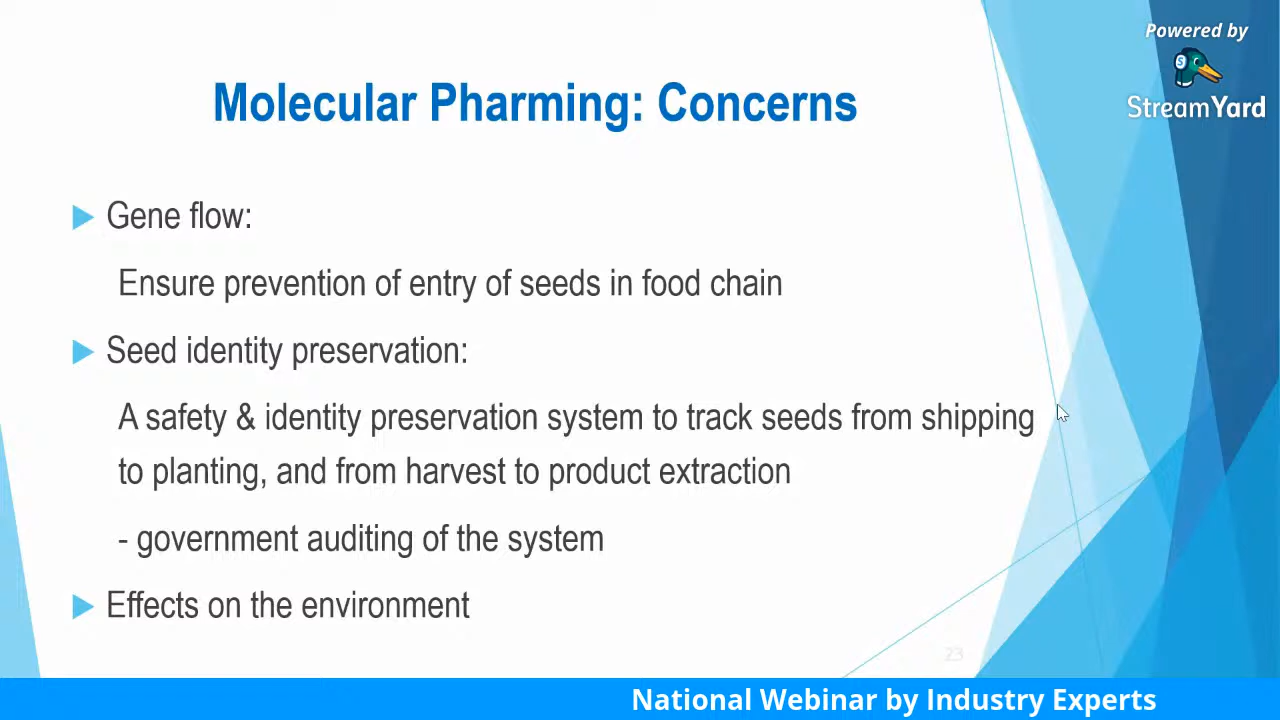 Powered by
StreamYard
Molecular Pharming: Concerns
Gene flow:
Ensure prevention of entry of seeds in food chain
Seed identity preservation:
A safety & identity preservation system to track seeds from shipping
to planting, and from harvest to product extraction
- government auditing of the system
Effects on the environment
23
National Webinar by Industry Experts